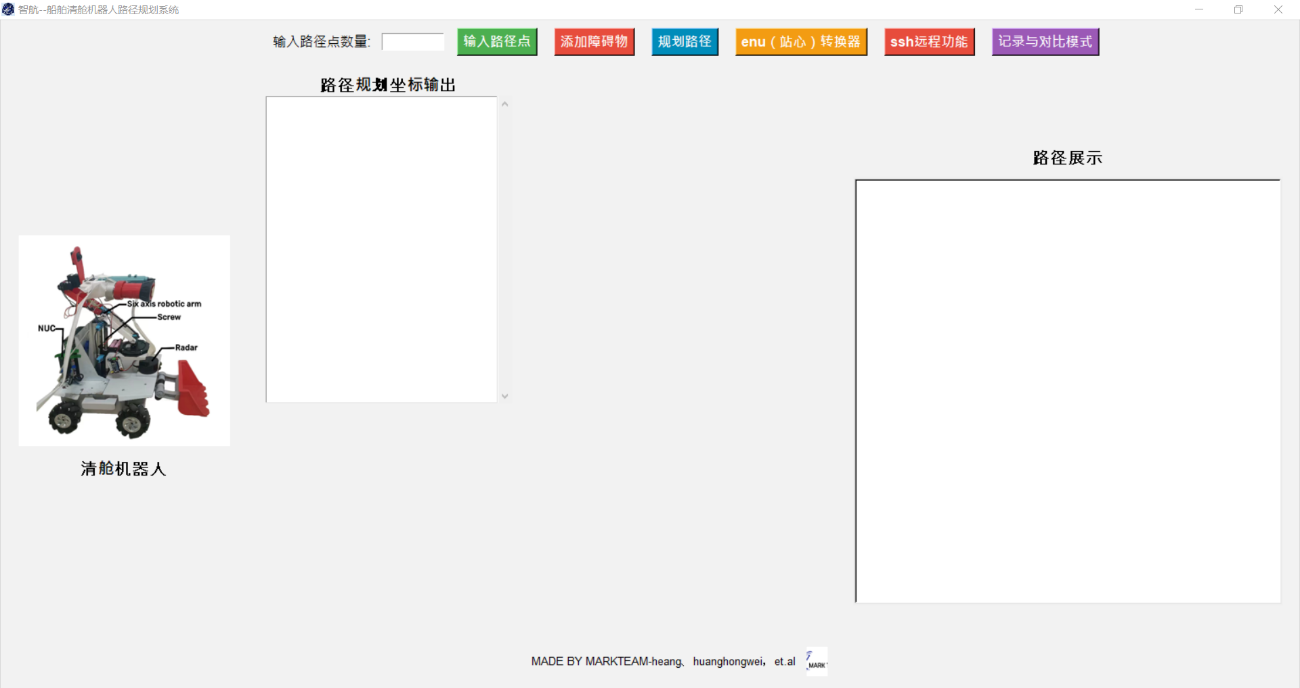 智航--船舶清舱机器人路径规划系统
输入路径点数量: 输入路径点 添加障碍物 规划路径 enu（站心）转换器 ssh远程功能 记录与对比模式
路径规划坐标输出
路径展示
Six axis robotic arm
Screw
NUC
Radar
清舱机器人
MADE BY MARKTEAM-heang、huanghongwei，et.al
MARK